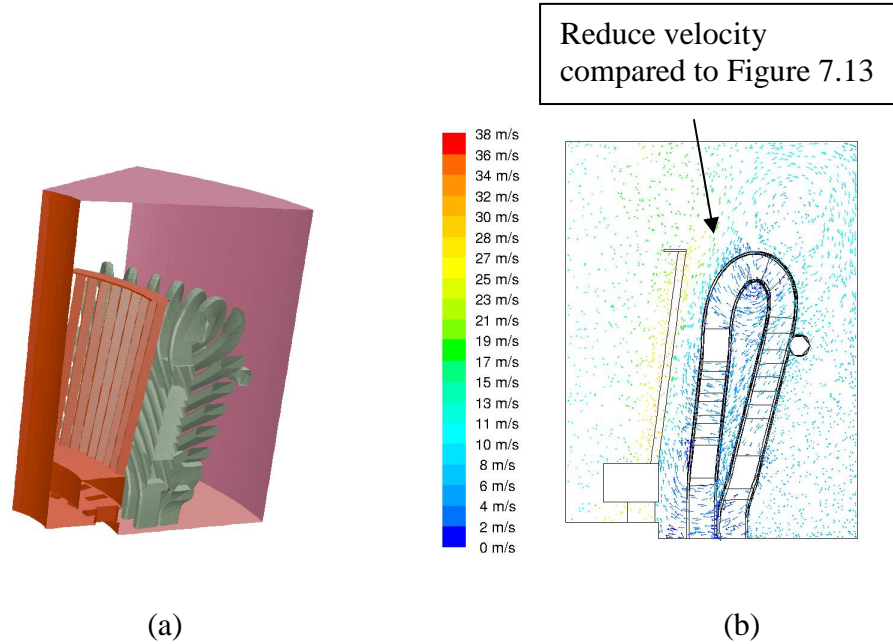 Reduce velocity
compared to Figure 7.13
38 m/s
36 m/s
34 m/s
32 m/s
30 m/s
28 m/s
27 m/s
25 m/s
23 m/s
21 m/s
19 m/s
17 m/s
15 m/s
13 m/s
11 m/s
10 m/s
8 m/s
6 m/s
4 m/s
2 m/s
0 m/s
(a)
(b)